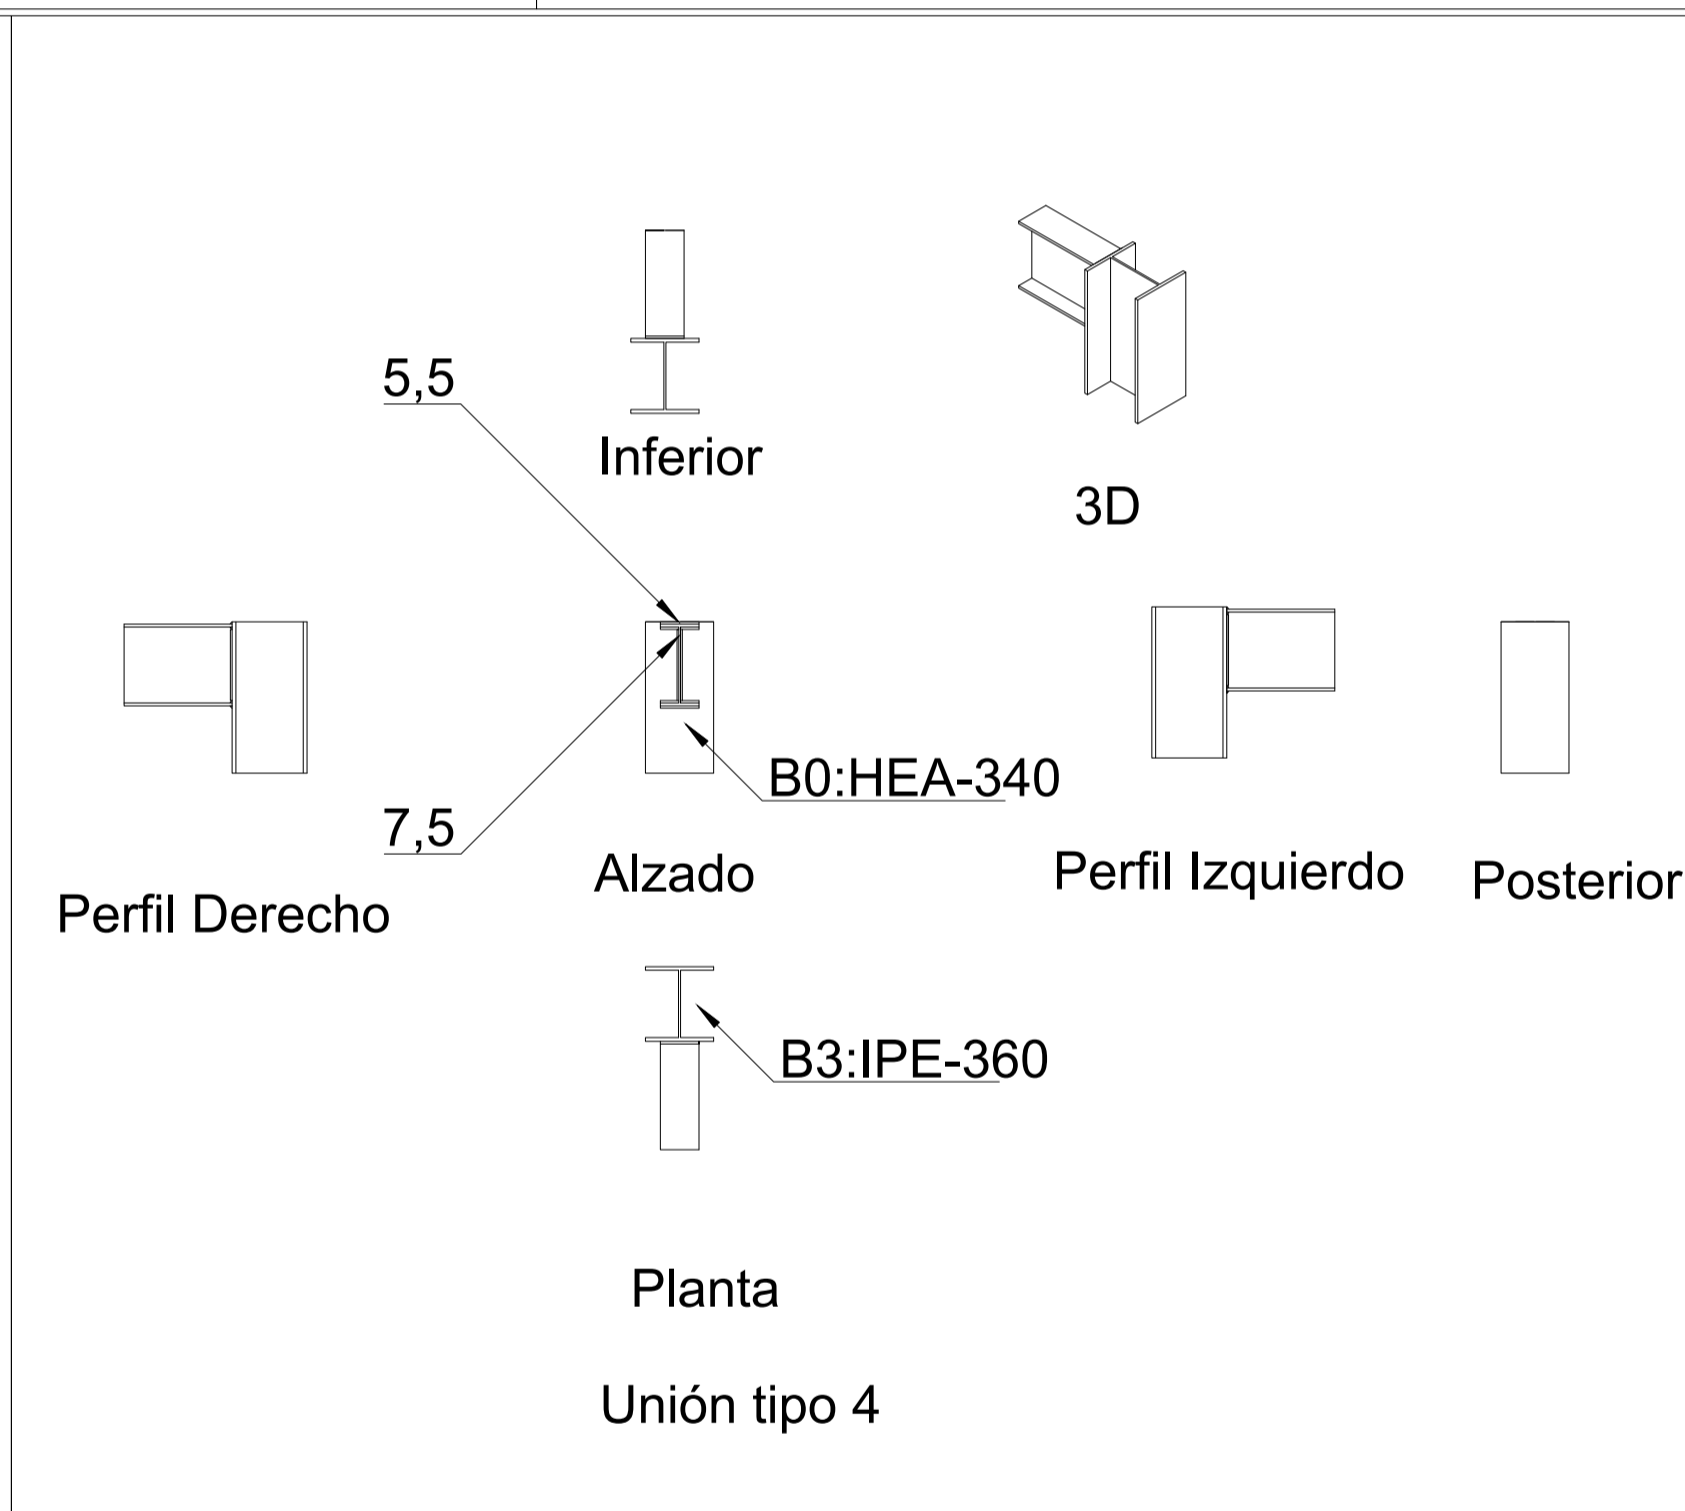 5,5
Inferior
3D
B0:HEA-340
7,5
Alzado
Perfil Izquierdo
Posterior
Perfil Derecho
B3:IPE-360
Planta
Unión tipo 4